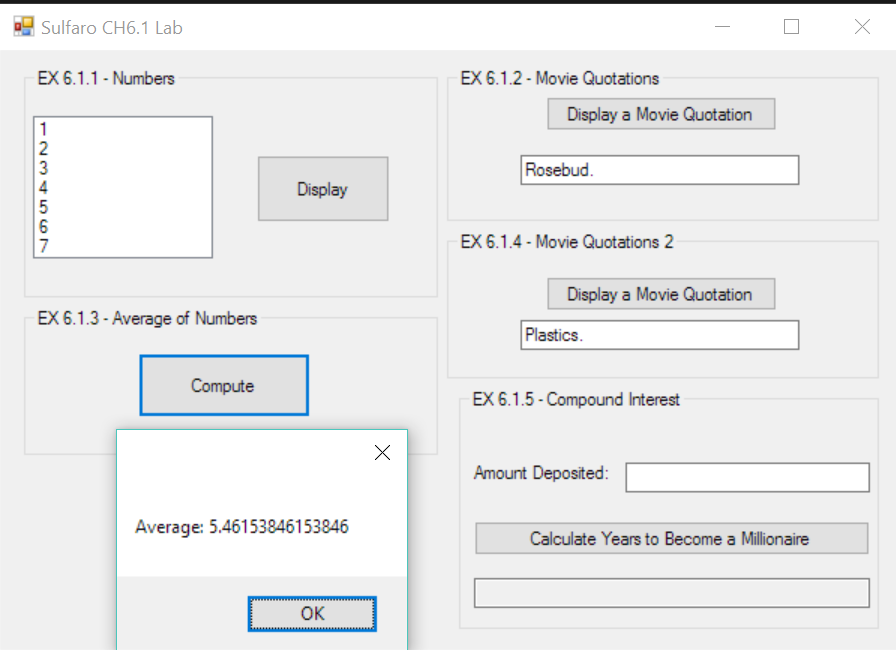 Sulfaro CH6.1 Lab
EX 6.1.1 - Numbers
1
2
3
4
5
6
7
Display
EX 6.1.2 - Movie Quotations
Display a Movie Quotation
Rosebud.
EX 6.1.3 - Average of Numbers
Compute
EX 6.1.4 - Movie Quotations 2
Display a Movie Quotation
Plastics.
EX 6.1.5 - Compound Interest
Amount Deposited:
Calculate Years to Become a Millionaire
Average: 5.46153846153846
OK